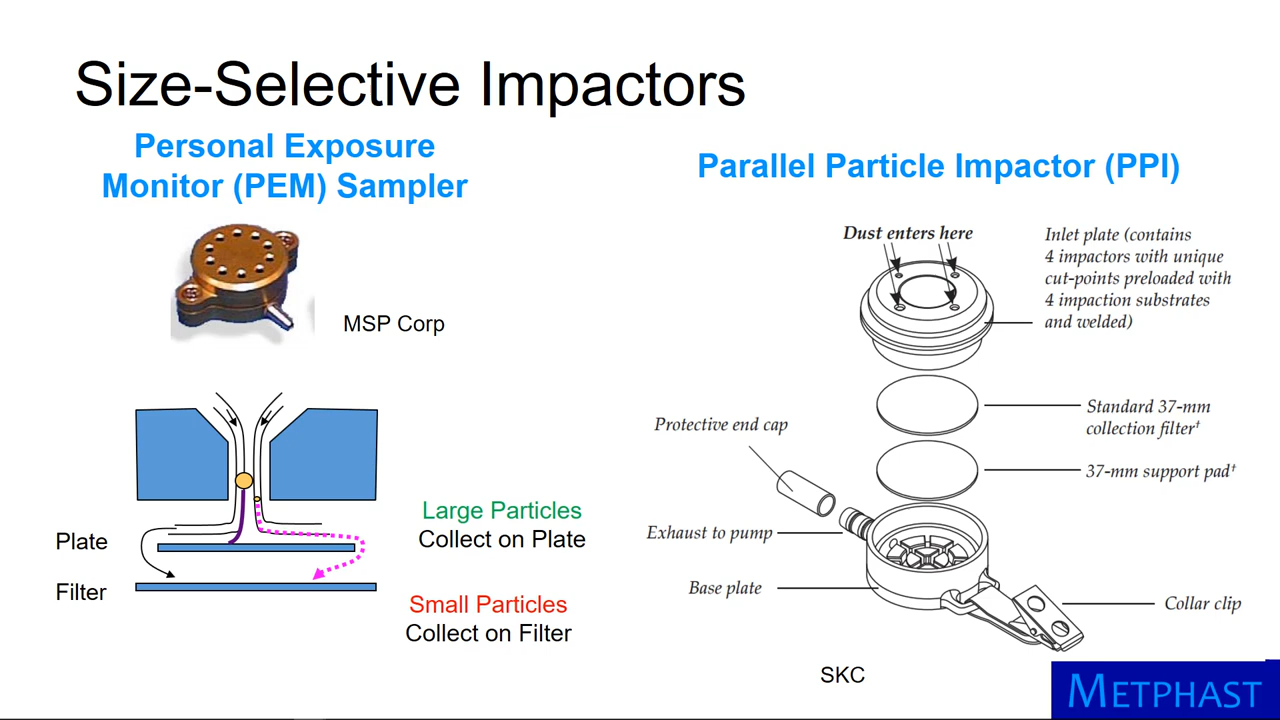 Size-Selective Impactors
Personal Exposure
Monitor (PEM) Sampler
MSP Corp
Plate
Filter
Large Particles
Collect on Plate
Small Particles
Collect on Filter
Parallel Particle Impactor (PPI)
Dust enters here
Inlet plate (contains
4 impactors with unique
cut-points preloaded with
4 impaction substrates
and welded)
Standard 37-mm
collection filter†
37-mm support pad†
Protective end cap
Exhaust to pump
Base plate
Collar clip
SKC
METPHAST